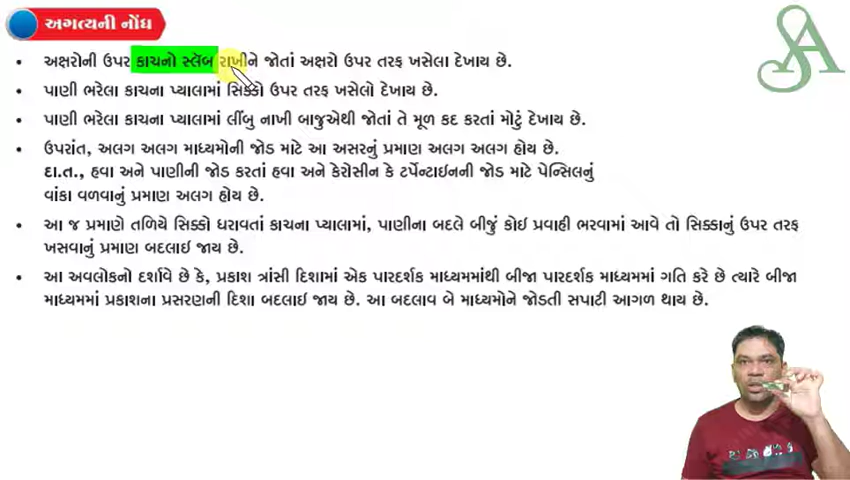 અગત્યની નોંધ
• અક્ષરોની ઉપર કાચનો સ્લૅબ રાખીને જોતાં અક્ષરો ઉપર તરફ ખસેલા દેખાય છે.
• પાણી ભરેલા કાચના પ્યાલામાં સિક્કો ઉપર તરફ ખસેલો દેખાય છે.
• પાણી ભરેલા કાચના પ્યાલામાં લીંબુ નાખી બાજુએથી જોતાં તે મૂળ કદ કરતાં મોટું દેખાય છે.
• ઉપરાંત, અલગ અલગ માધ્યમોની જોડ માટે આ અસરનું પ્રમાણ અલગ અલગ હોય છે.
દા.ત., હવા અને પાણીની જોડ કરતાં હવા અને કેરોસીન કે ટર્પેન્ટાઇનની જોડ માટે પેન્સિલનું
વાંકા વળવાનું પ્રમાણ અલગ હોય છે.
• આ જ પ્રમાણે તળિયે સિક્કો ધરાવતાં કાચના પ્યાલામાં, પાણીના બદલે બીજું કોઇ પ્રવાહી ભરવામાં આવે તો સિક્કાનું ઉપર તરફ
ખસવાનું પ્રમાણ બદલાઇ જાય છે.
• આ અવલોકનો દર્શાવે છે કે, પ્રકાશ ત્રાંસી દિશામાં એક પારદર્શક માધ્યમમાંથી બીજા પારદર્શક માધ્યમમાં ગતિ કરે છે ત્યારે બીજા
માધ્યમમાં પ્રકાશના પ્રસરણની દિશા બદલાઇ જાય છે. આ બદલાવ બે માધ્યમોને જોડતી સપાટી આગળ થાય છે.